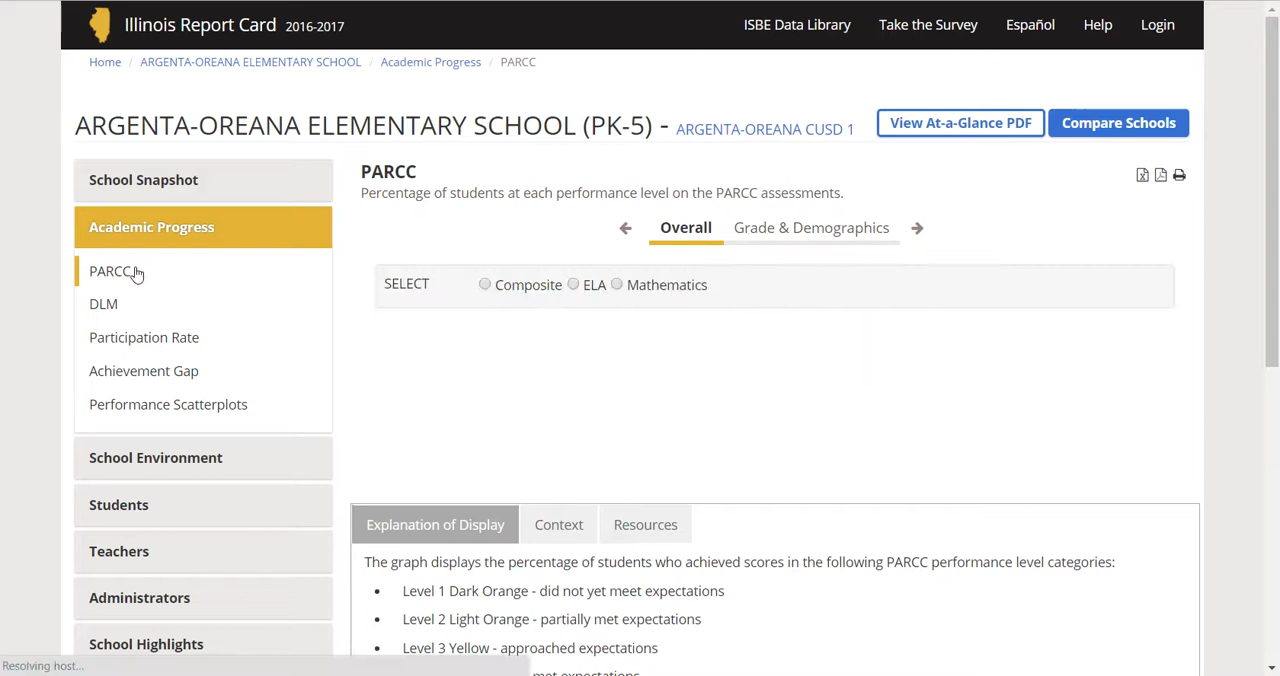 Illinois Report Card 2016-2017
ISBE Data Library Take the Survey Español Help Login
Home / ARGENTA-OREANA ELEMENTARY SCHOOL / Academic Progress / PARCC
ARGENTA-OREANA ELEMENTARY SCHOOL (PK-5) - ARGENTA-OREANA CUSD 1
View At-a-Glance PDF
Compare Schools
School Snapshot
Academic Progress
PARCC
DLM
Participation Rate
Achievement Gap
Performance Scatterplots
School Environment
Students
Teachers
Administrators
School Highlights
PARCC
Percentage of students at each performance level on the PARCC assessments.
Overall Grade & Demographics
SELECT Composite ELA Mathematics
Explanation of Display Context Resources
The graph displays the percentage of students who achieved scores in the following PARCC performance level categories:
• Level 1 Dark Orange - did not yet meet expectations
• Level 2 Light Orange - partially met expectations
• Level 3 Yellow - approached expectations
met expectations
Resolving host...